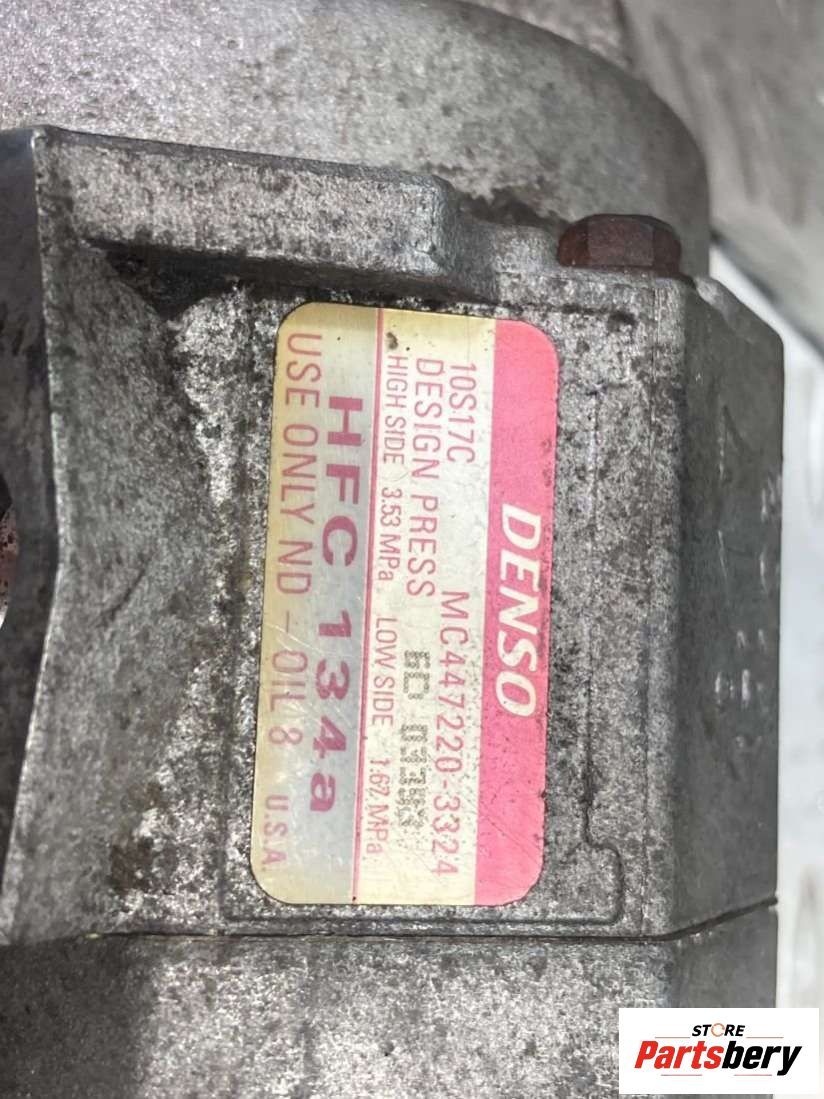 DENSO
10S17C MC447220-3324
DESIGN PRESS
HIGH SIDE 3.53 MPa LOW SIDE 1.67 MPa
HFC 134a
USE ONLY ND-OIL 8 U.S.A.
STORE
Partsbery